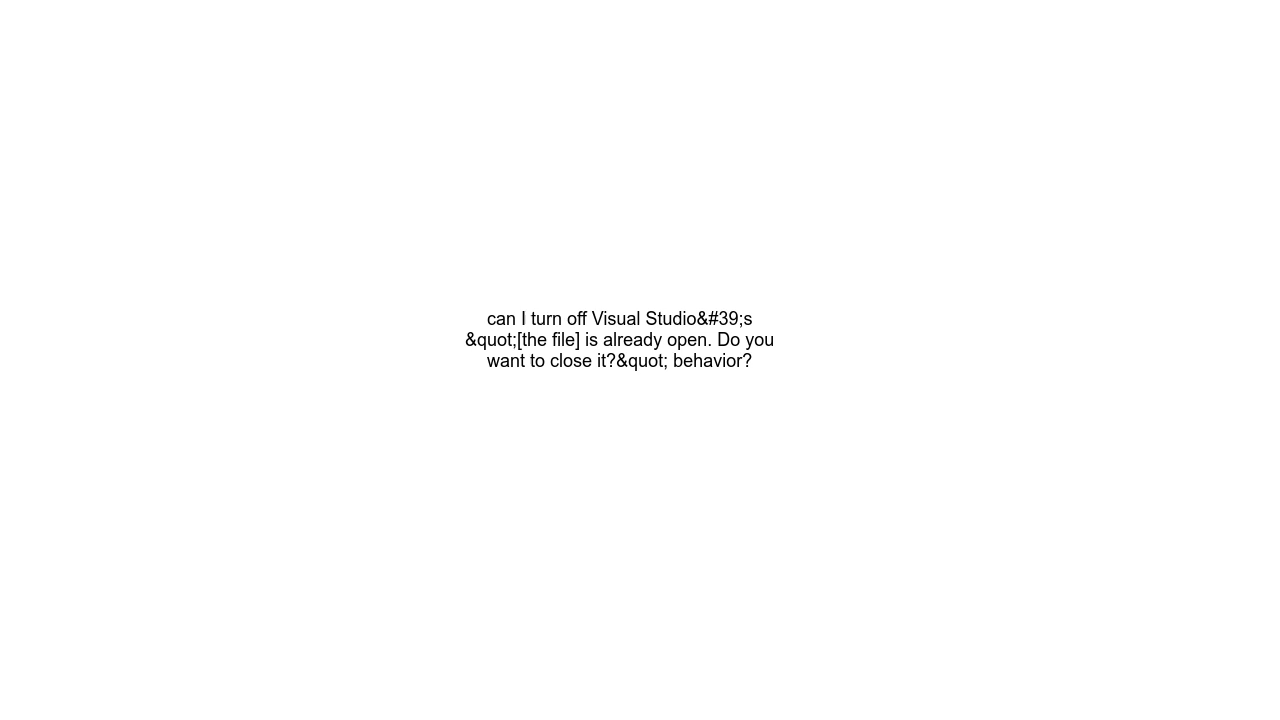 can I turn off Visual Studio&#39;s
&quot;[the file] is already open. Do you
want to close it?&quot; behavior?